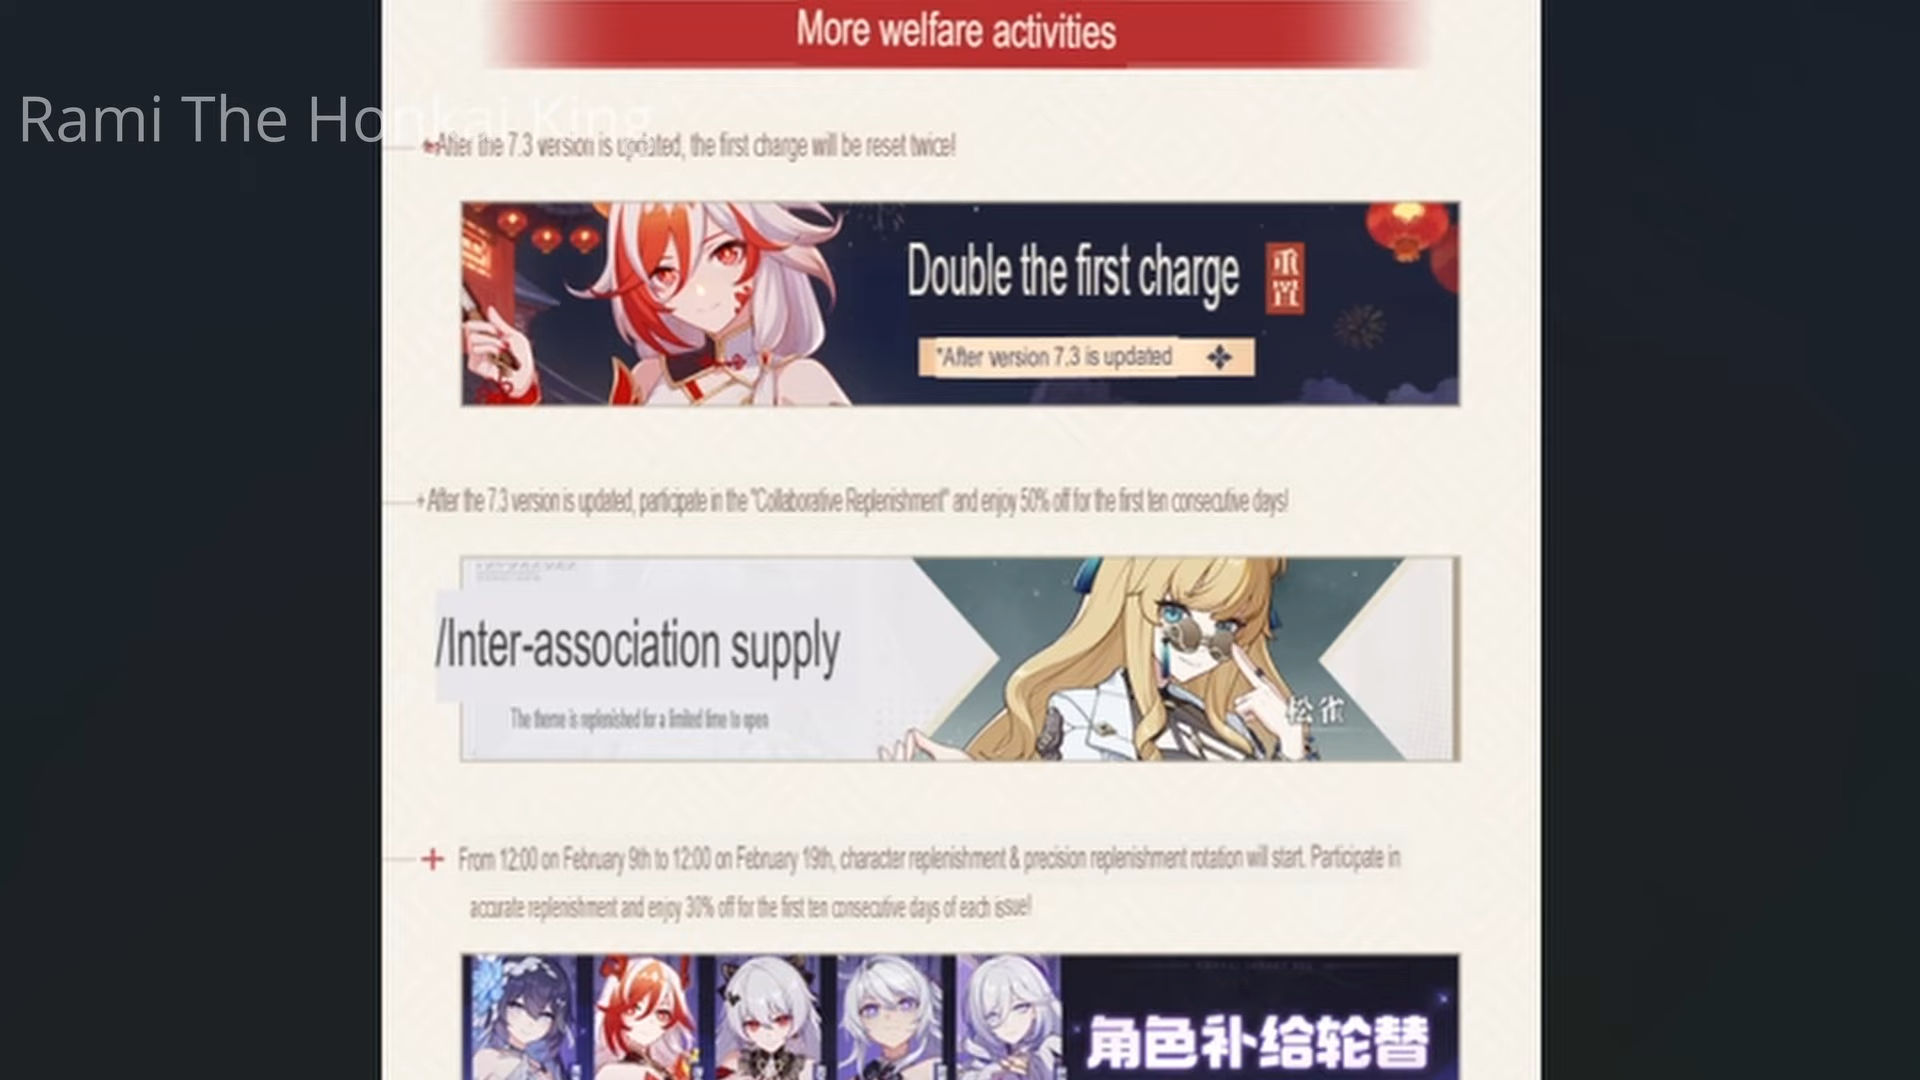 More welfare activities
Rami The Honkai King
After the 7.3 version is updated, the first charge will be reset twice!
Double the first charge
重置
*After version 7.3 is updated
+After the 7.3 version is updated, participate in the "Collaborative Replenishment" and enjoy 50% off for the first ten consecutive days!
/Inter-association supply
The theme is replenished for a limited time to open
松雀
From 12:00 on February 9th to 12:00 on February 19th, character replenishment & precision replenishment rotation will start. Participate in
accurate replenishment and enjoy 30% off for the first ten consecutive days of each issue!
角色补给轮替